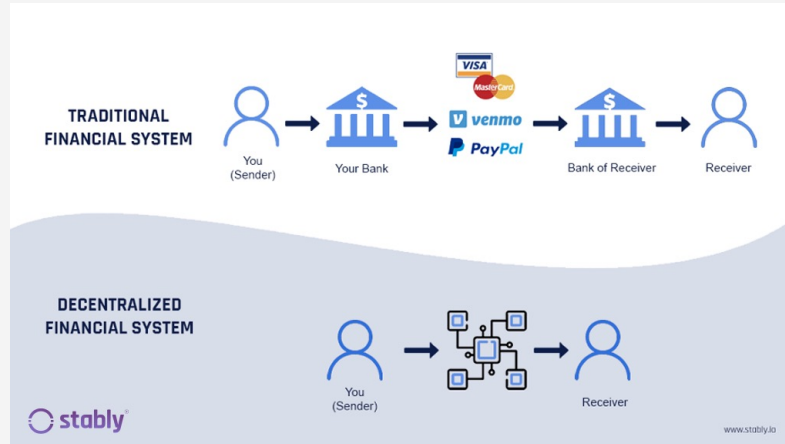 TRADITIONAL
FINANCIAL SYSTEM
You
(Sender)
$
Your Bank
VISA
MasterCard
V venmo
PayPal
$
Bank of Receiver
Receiver
DECENTRALIZED
FINANCIAL SYSTEM
You
(Sender)
Receiver
stably
www.stably.io